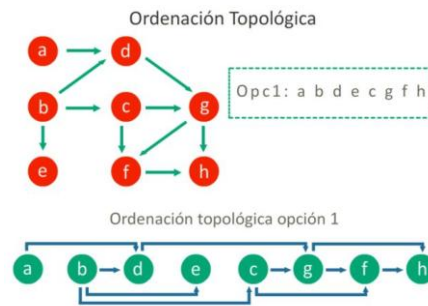 Ordenación Topológica
a d
b c g
Opc1: a b d e c g f h
e f h
Ordenación topológica opción 1
a b d e c g f h